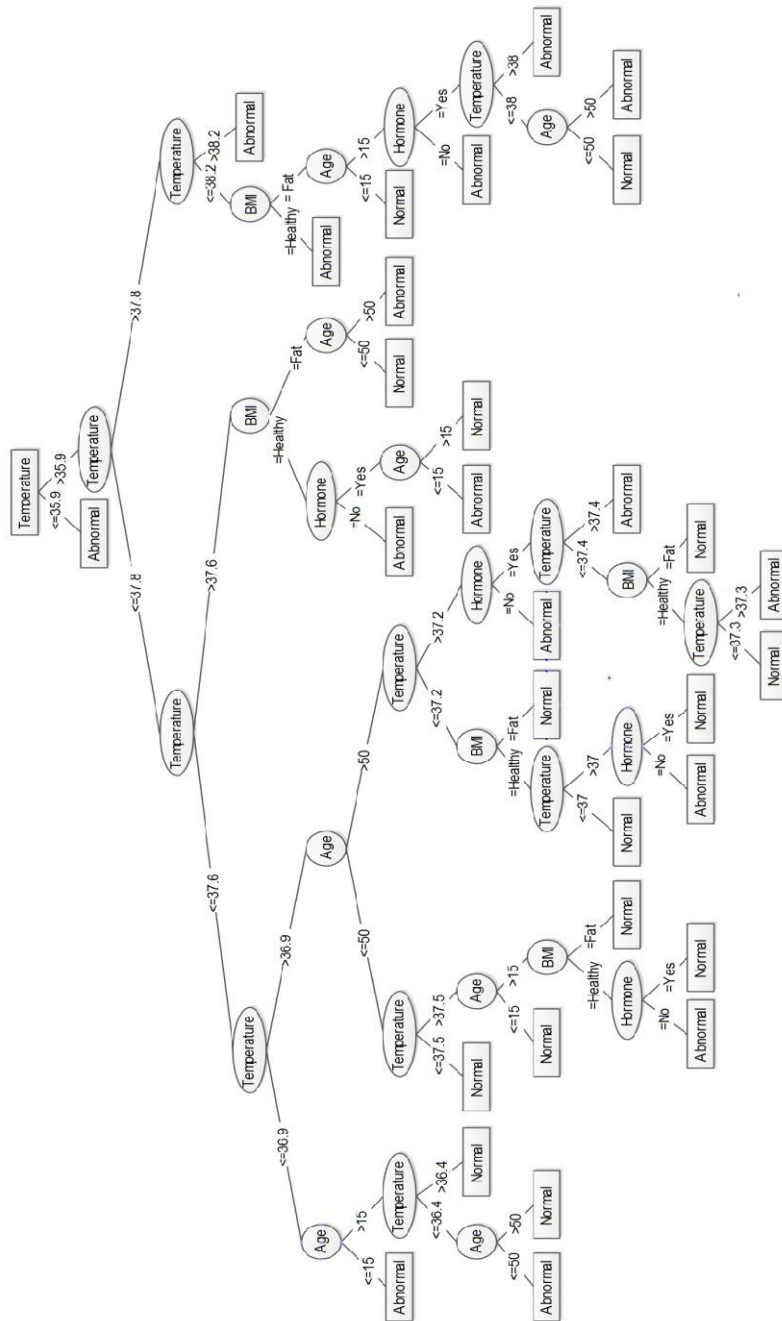 Temperature
<=35.9 >35.9
Abnormal Temperature
<=37.8 >37.8
Temperature Temperature
<=37.6 >37.6 <=38.2 >38.2
Temperature BMI BMI Abnormal
<=36.9 >36.9 =Healthy =Fat =Healthy = Fat
Age Age Hormone Age Abnormal Age
<=15 >15 <=50 >50 =No =Yes <=50 >50 <=15 >15
Abnormal Temperature Temperature Temperature Abnormal Age Normal Abnormal Normal Hormone
<=36.4 >36.4 <=37.5 >37.5 <=37.2 >37.2 <=15 >15 =No =Yes
Age Normal Normal Age BMI Hormone Abnormal Normal Abnormal Temperature
<=50 >50 <=15 >15 =Healthy =Fat =No =Yes <=38 >38
Abnormal Normal Normal BMI Temperature Normal Abnormal Temperature Age Abnormal
=Healthy =Fat <=37 >37 <=37.4 >37.4 <=50 >50
Hormone Normal Normal Hormone BMI Abnormal Normal Abnormal
=No =Yes =No =Yes =Healthy =Fat
Abnormal Normal Abnormal Normal Temperature Normal
<=37.3 >37.3
Normal Abnormal